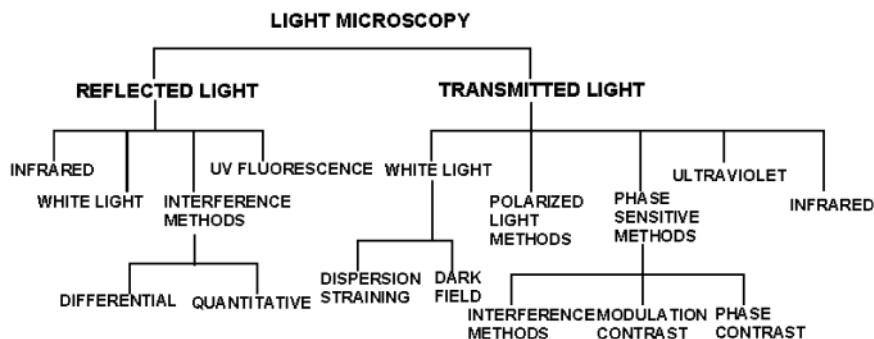 LIGHT MICROSCOPY
REFLECTED LIGHT
TRANSMITTED LIGHT
INFRARED
WHITE LIGHT
INTERFERENCE
METHODS
UV FLUORESCENCE
WHITE LIGHT
POLARIZED
LIGHT
METHODS
PHASE
SENSITIVE
METHODS
ULTRAVIOLET
INFRARED
DIFFERENTIAL
QUANTITATIVE
DISPERSION
STRAINING
DARK
FIELD
INTERFERENCE
METHODS
MODULATION
CONTRAST
PHASE
CONTRAST